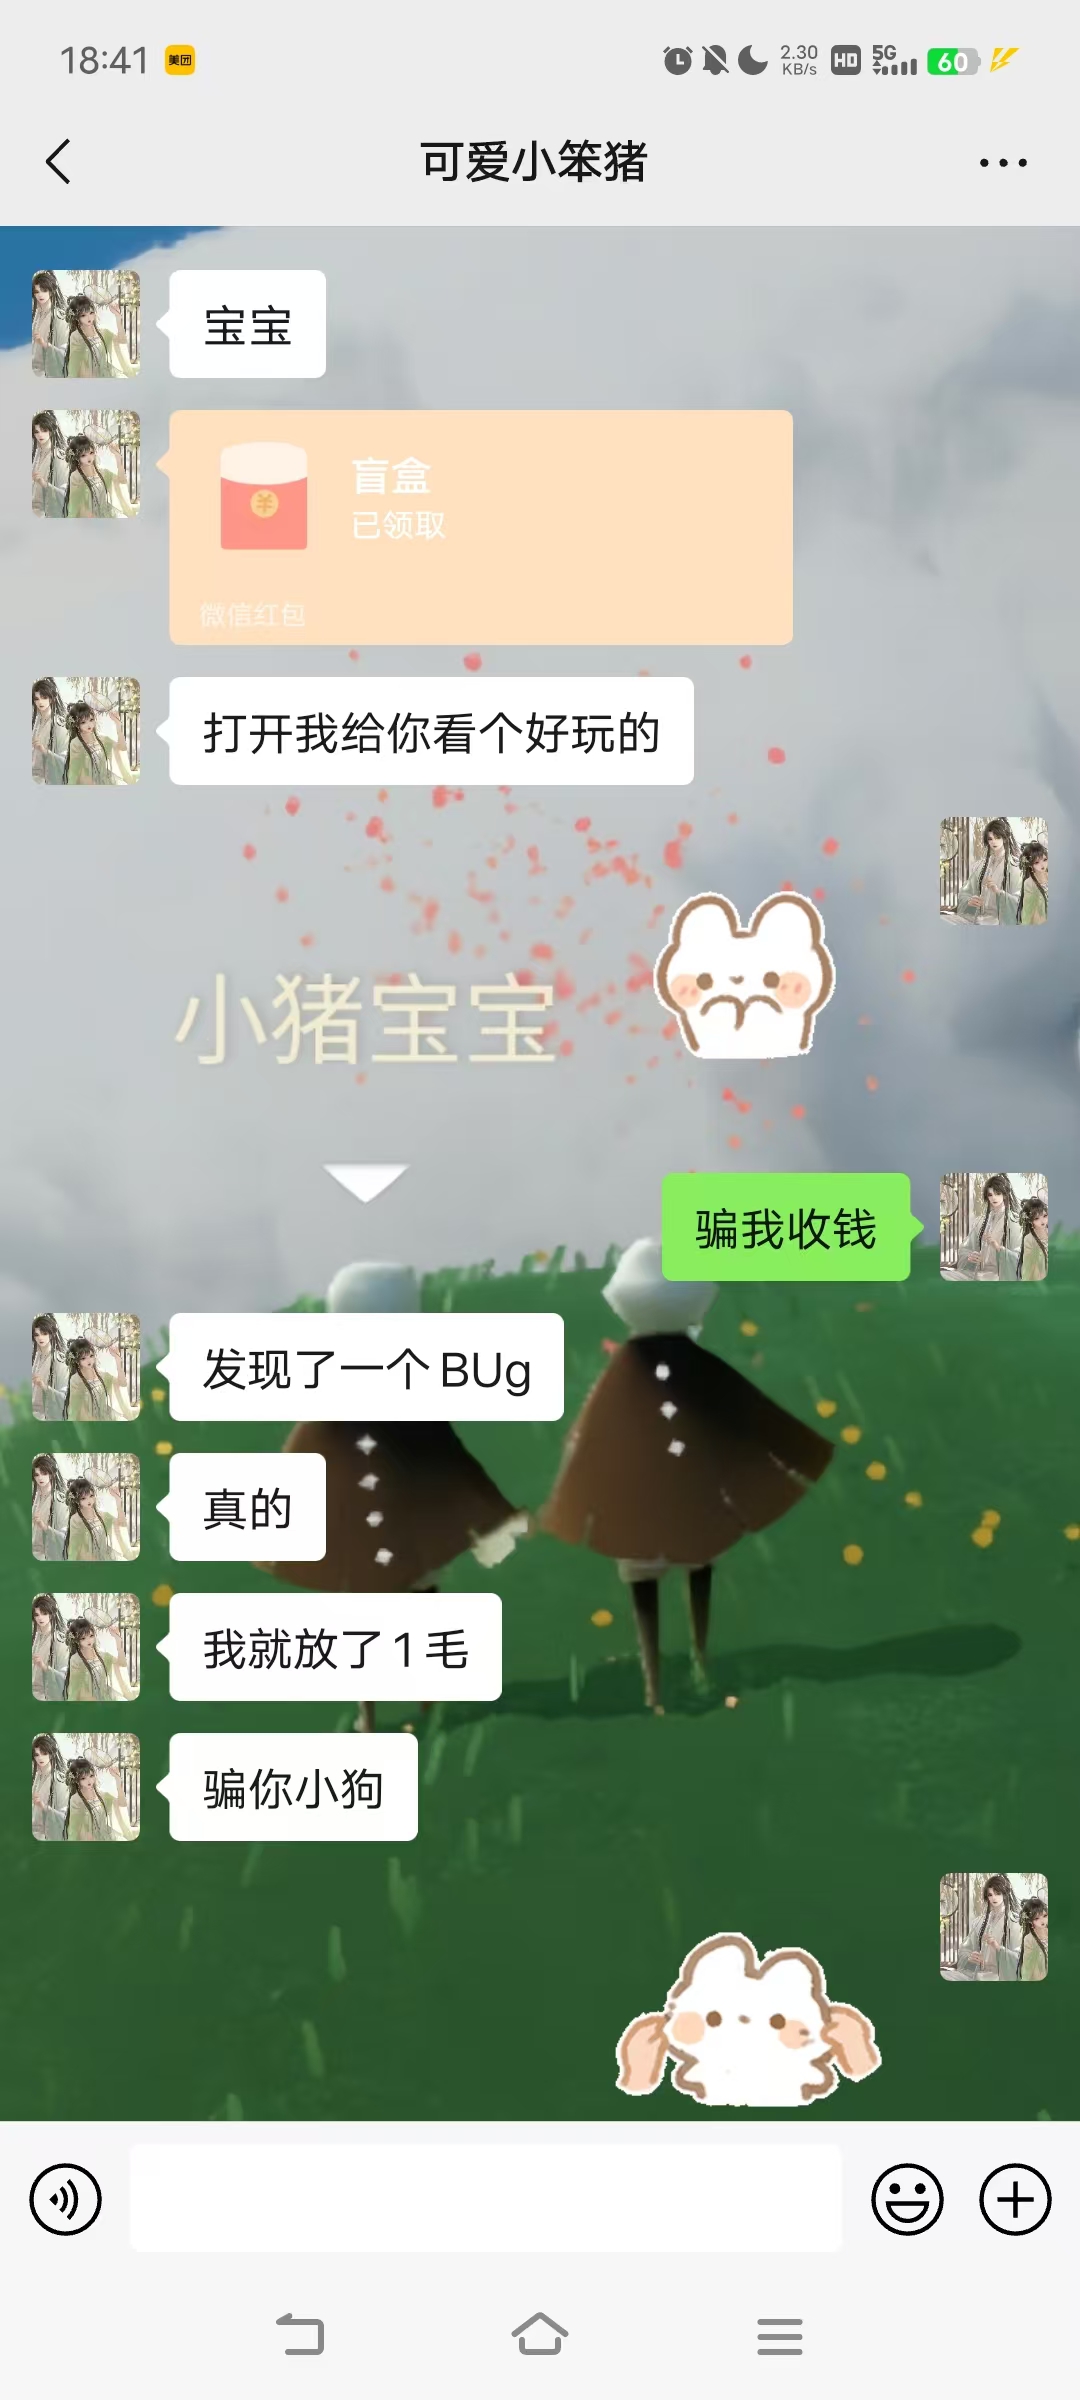 18:41
美团
2.30
KB/s
HD
5G
60
可爱小笨猪
宝宝
盲盒
已领取
微信红包
打开我给你看个好玩的
小猪宝宝
骗我收钱
发现了一个BUg
真的
我就放了1毛
骗你小狗